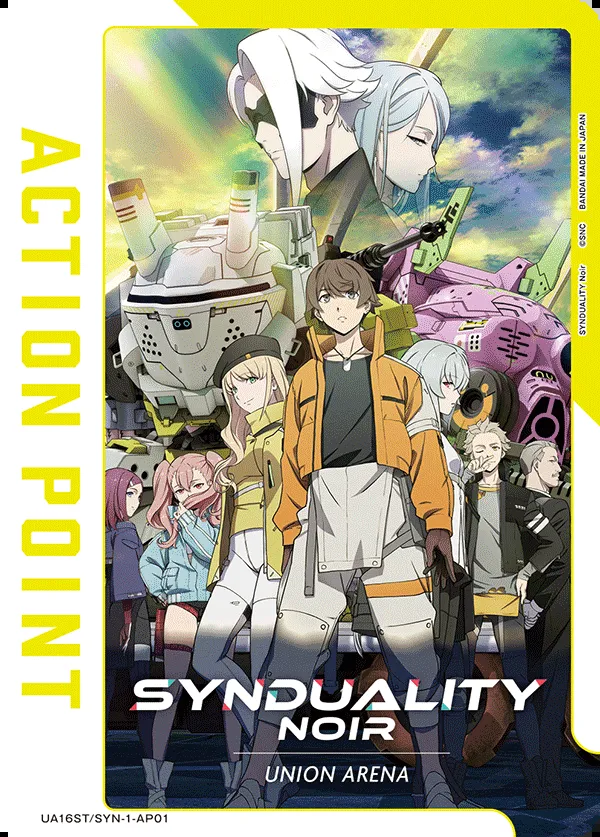 ACTION POINT
SYNDUALITY Noir ©SNC BANDAI MADE IN JAPAN
SYNDUALITY
NOIR
UNION ARENA
UA16ST/SYN-1-AP01